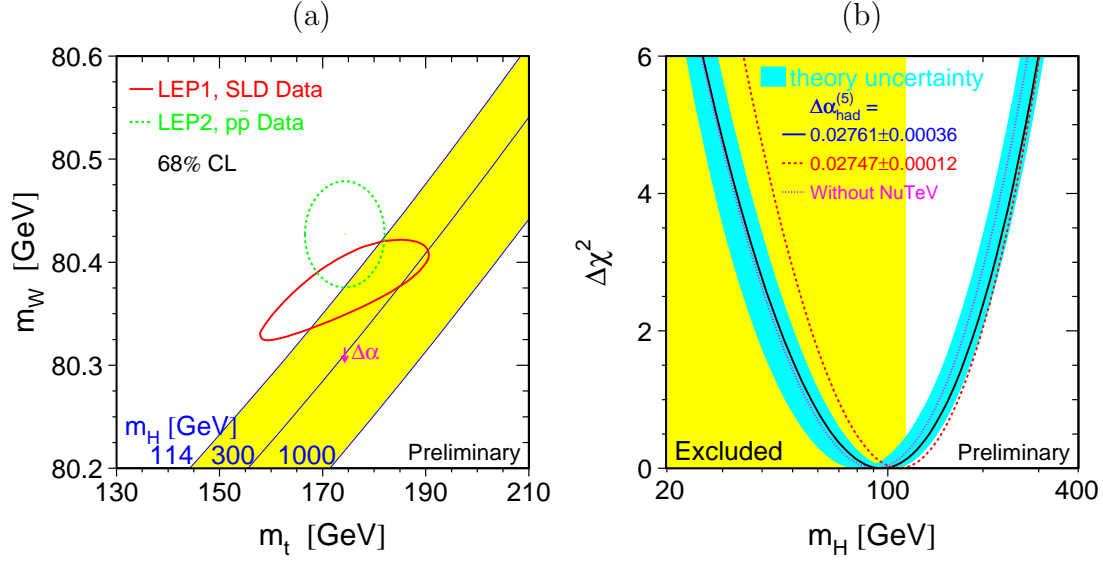 (a)
80.6
80.5
80.4
80.3
80.2
m_W [GeV]
LEP1, SLD Data
LEP2, pp̄ Data
68% CL
Δα
m_H [GeV]
114 300 1000
Preliminary
130 150 170 190 210
m_t [GeV]
(b)
6
4
2
0
Δχ²
theory uncertainty
Δα_had^(5) =
0.02761±0.00036
0.02747±0.00012
Without NuTeV
Excluded
Preliminary
20 100 400
m_H [GeV]